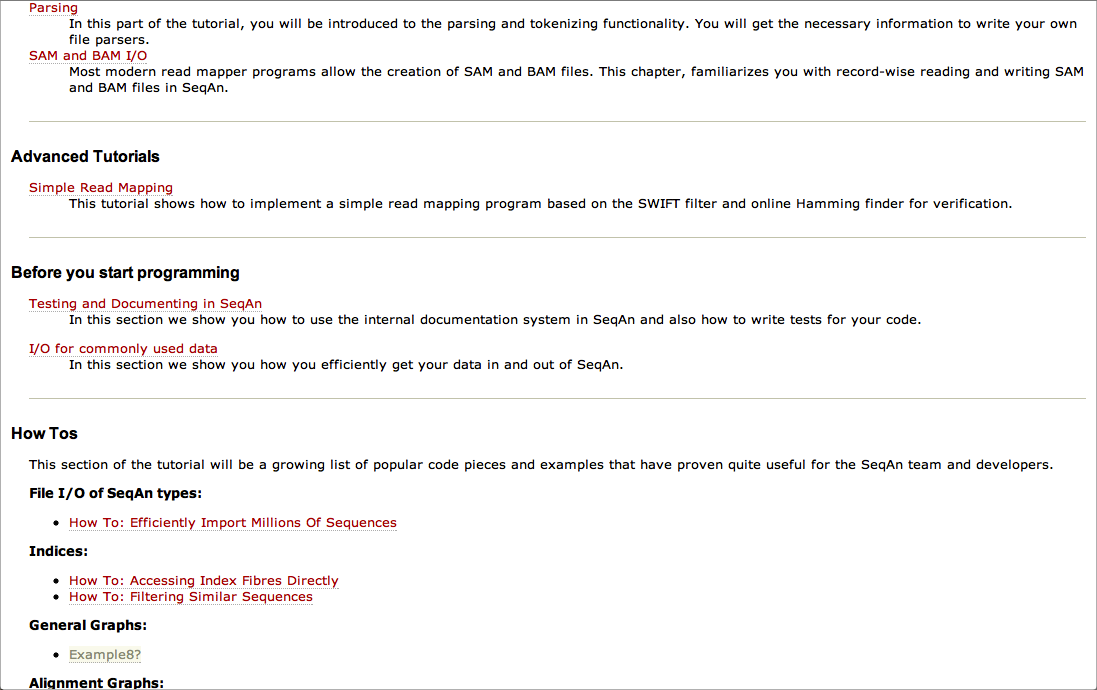 Parsing
In this part of the tutorial, you will be introduced to the parsing and tokenizing functionality. You will get the necessary information to write your own
file parsers.
SAM and BAM I/O
Most modern read mapper programs allow the creation of SAM and BAM files. This chapter, familiarizes you with record-wise reading and writing SAM
and BAM files in SeqAn.
Advanced Tutorials
Simple Read Mapping
This tutorial shows how to implement a simple read mapping program based on the SWIFT filter and online Hamming finder for verification.
Before you start programming
Testing and Documenting in SeqAn
In this section we show you how to use the internal documentation system in SeqAn and also how to write tests for your code.
I/O for commonly used data
In this section we show you how you efficiently get your data in and out of SeqAn.
How Tos
This section of the tutorial will be a growing list of popular code pieces and examples that have proven quite useful for the SeqAn team and developers.
File I/O of SeqAn types:
• How To: Efficiently Import Millions Of Sequences
Indices:
• How To: Accessing Index Fibres Directly
• How To: Filtering Similar Sequences
General Graphs:
• Example8?
Alignment Graphs: